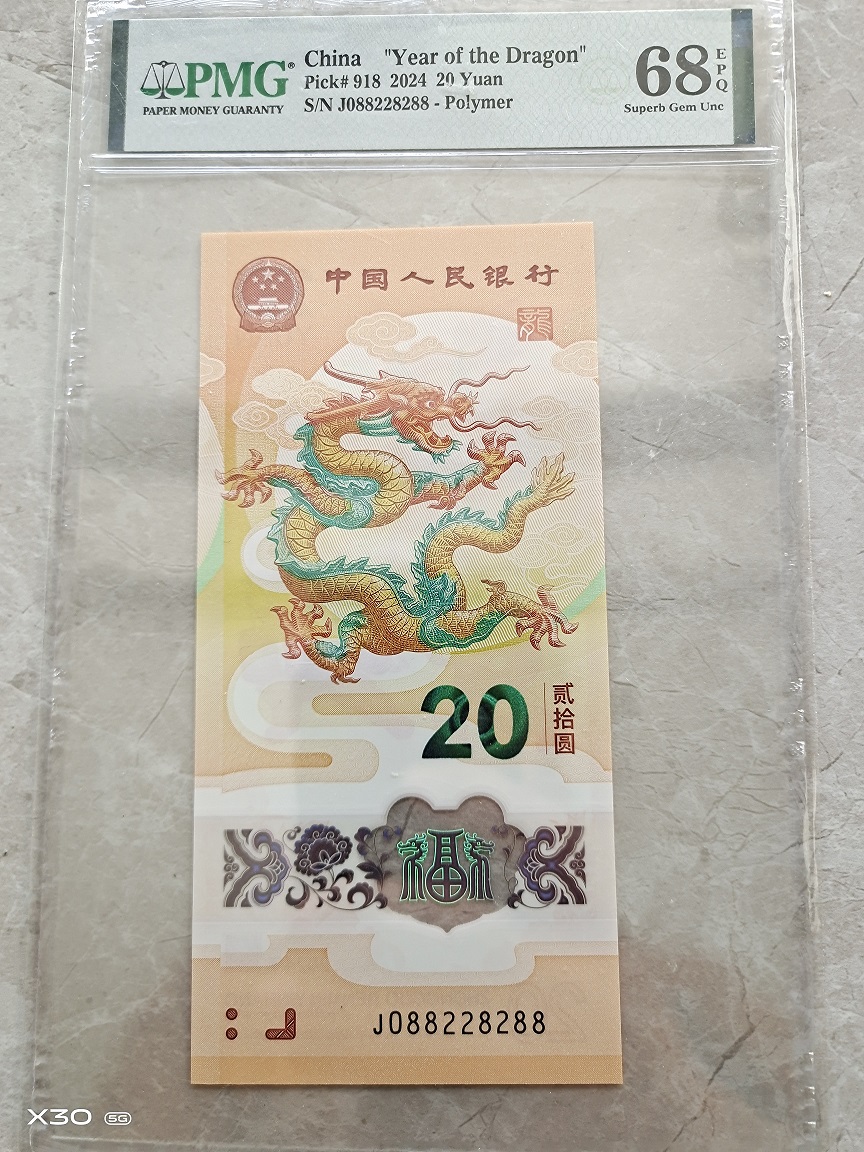 PMG®
PAPER MONEY GUARANTY
China "Year of the Dragon"
Pick# 918 2024 20 Yuan
S/N J088228288 - Polymer
68 EPQ
Superb Gem Unc
中国人民银行
龍
20
贰拾圆
福
J088228288
X30 5G